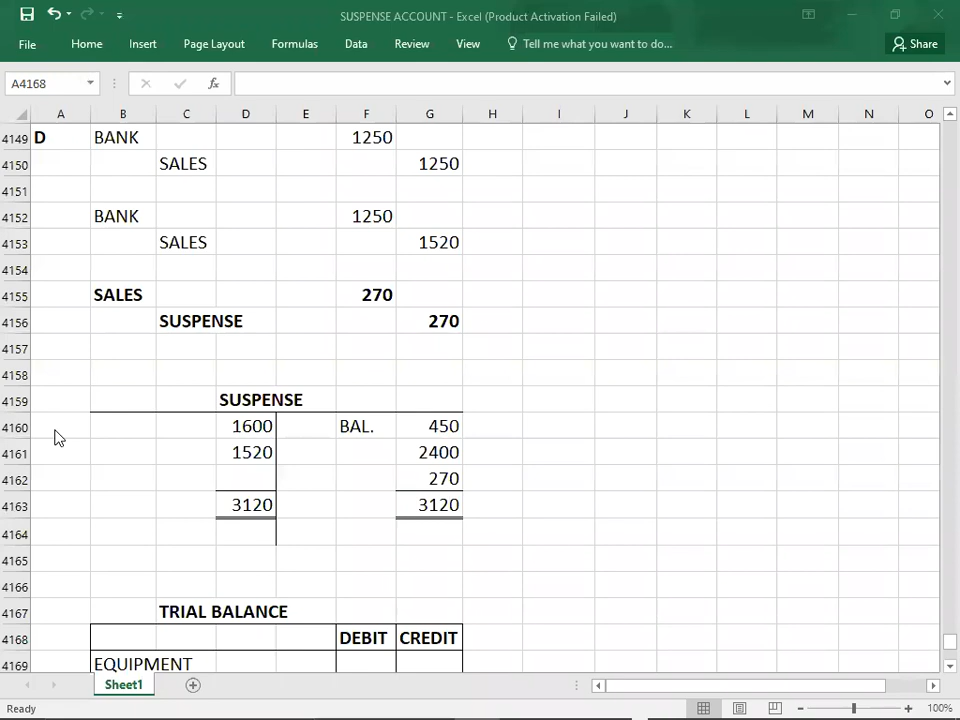 SUSPENSE ACCOUNT - Excel (Product Activation Failed)
File Home Insert Page Layout Formulas Data Review View Tell me what you want to do... Share
A4168 fx
A B C D E F G H I J K L M N O
4149 D BANK 1250
4150 SALES 1250
4151
4152 BANK 1250
4153 SALES 1520
4154
4155 SALES 270
4156 SUSPENSE 270
4157
4158
4159 SUSPENSE
4160 1600 BAL. 450
4161 1520 2400
4162 270
4163 3120 3120
4164
4165
4166
4167 TRIAL BALANCE
4168 DEBIT CREDIT
4169 EQUIPMENT
Sheet1
Ready 100%